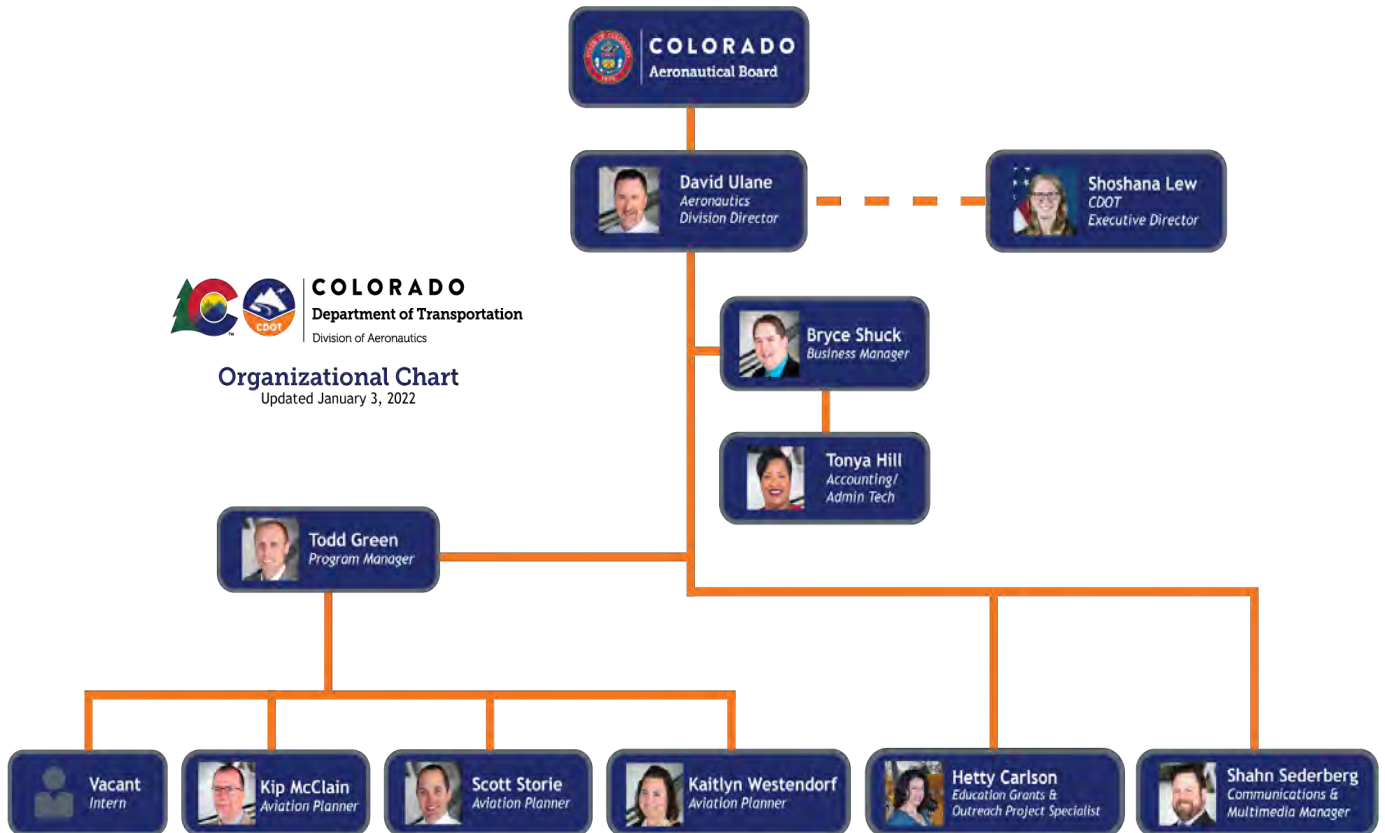 COLORADO
Aeronautical Board
David Ulane
Aeronautics
Division Director
Shoshana Lew
CDOT
Executive Director
CDOT
COLORADO
Department of Transportation
Division of Aeronautics
Organizational Chart
Updated January 3, 2022
Bryce Shuck
Business Manager
Tonya Hill
Accounting/
Admin Tech
Todd Green
Program Manager
Vacant
Intern
Kip McClain
Aviation Planner
Scott Storie
Aviation Planner
Kaitlyn Westendorf
Aviation Planner
Hetty Carlson
Education Grants &
Outreach Project Specialist
Shahn Sederberg
Communications &
Multimedia Manager